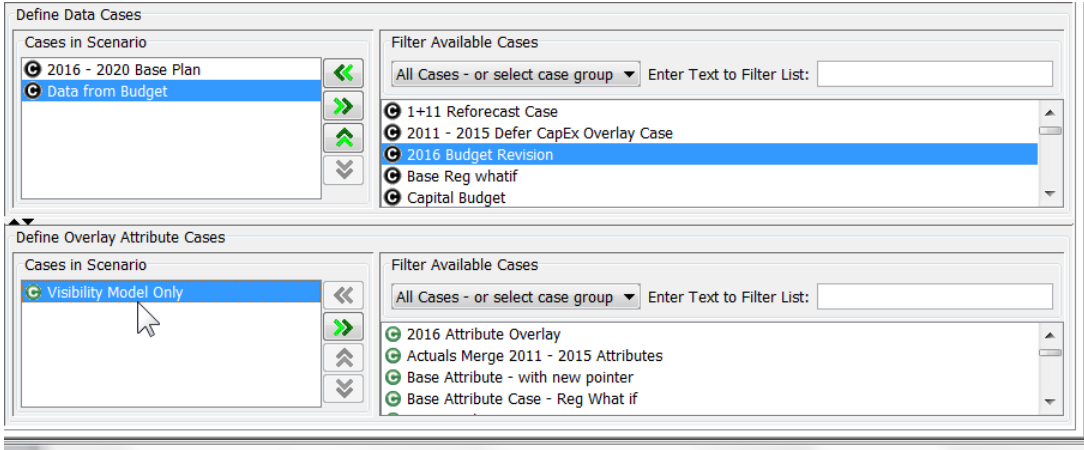 Define Data Cases
Cases in Scenario
2016 - 2020 Base Plan
Data from Budget
Filter Available Cases
All Cases - or select case group Enter Text to Filter List:
1+11 Reforecast Case
2011 - 2015 Defer CapEx Overlay Case
2016 Budget Revision
Base Reg whatif
Capital Budget
Define Overlay Attribute Cases
Cases in Scenario
Visibility Model Only
Filter Available Cases
All Cases - or select case group Enter Text to Filter List:
2016 Attribute Overlay
Actuals Merge 2011 - 2015 Attributes
Base Attribute - with new pointer
Base Attribute Case - Reg What if